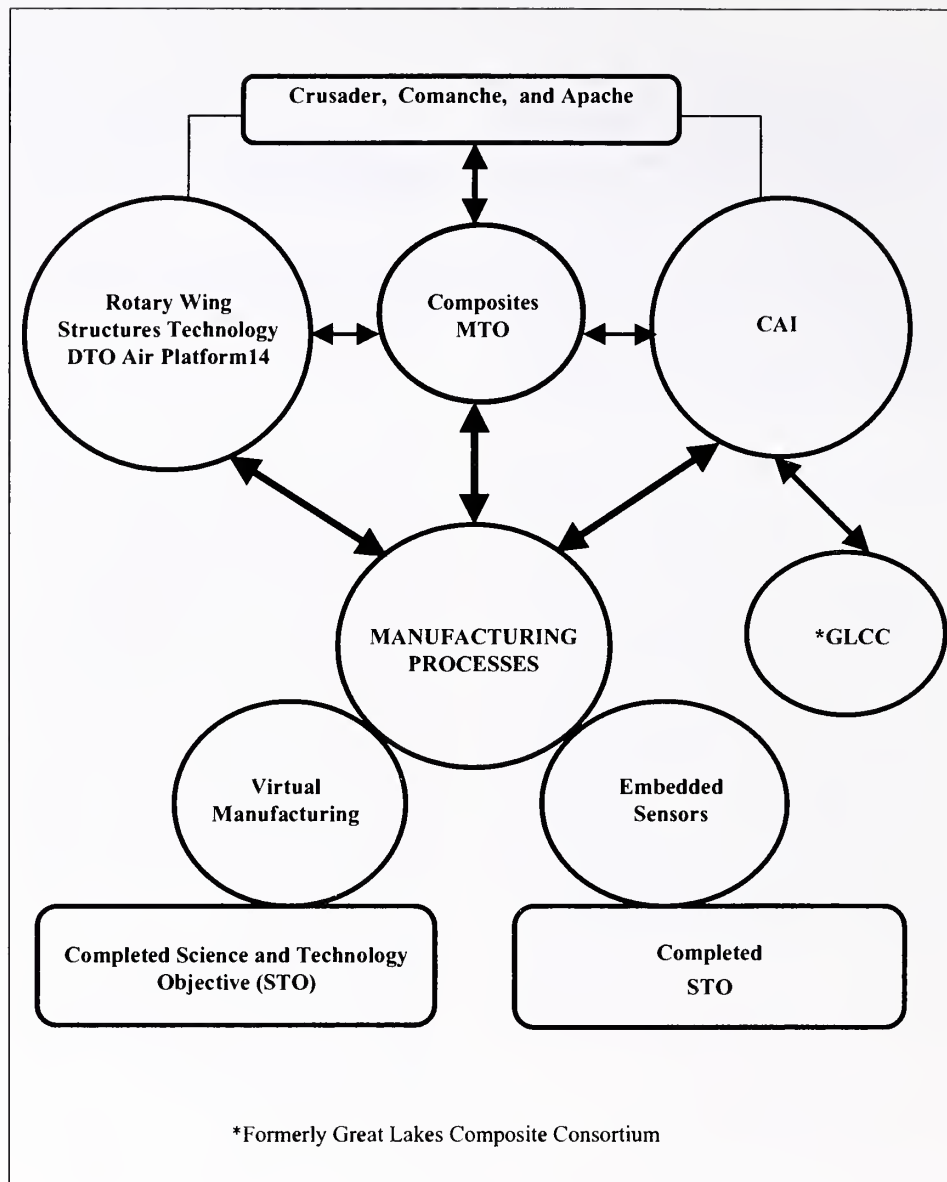 Crusader, Comanche, and Apache
Rotary Wing
Structures Technology
DTO Air Platform14
Composites
MTO
CAI
MANUFACTURING
PROCESSES
*GLCC
Virtual
Manufacturing
Embedded
Sensors
Completed Science and Technology
Objective (STO)
Completed
STO
*Formerly Great Lakes Composite Consortium